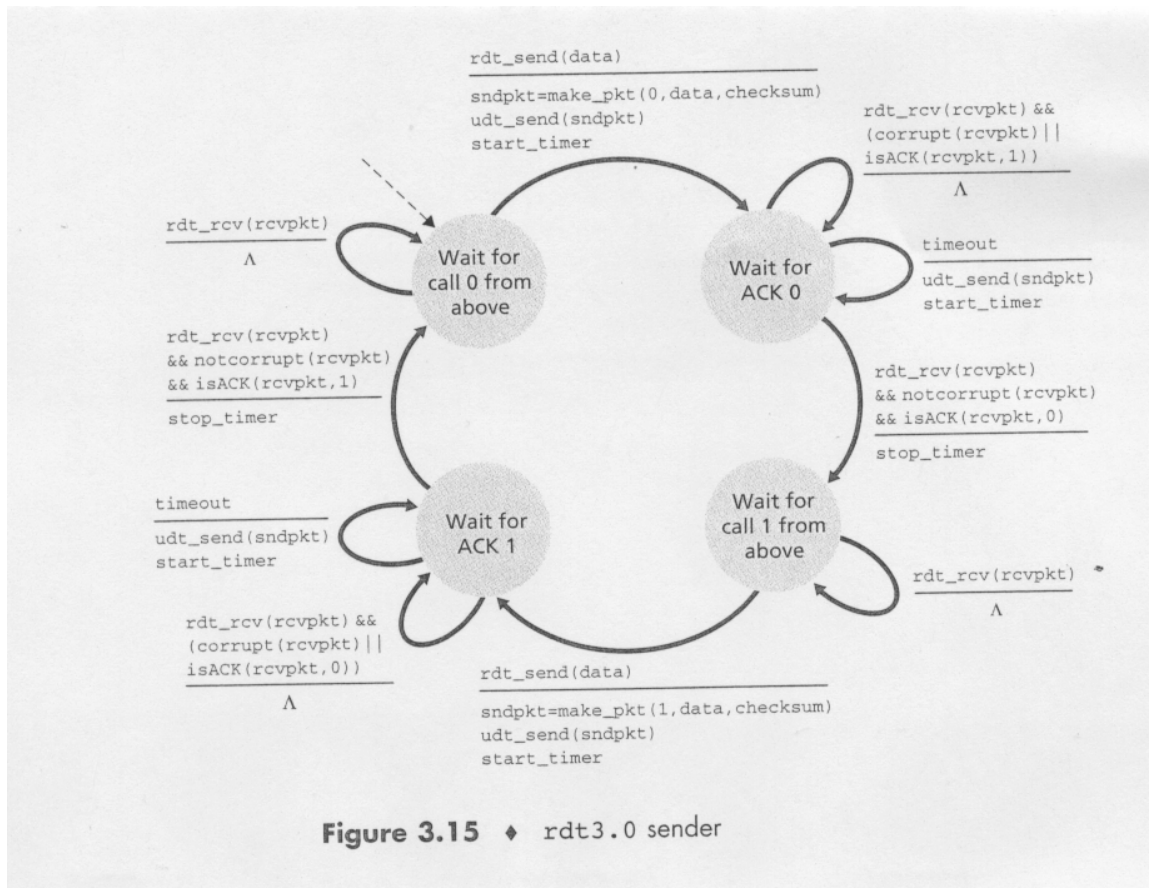 rdt_send(data)
sndpkt=make_pkt(0,data,checksum)
udt_send(sndpkt)
start_timer
rdt_rcv(rcvpkt) &&
(corrupt(rcvpkt)||
isACK(rcvpkt,1))
Λ
rdt_rcv(rcvpkt)
Λ
Wait for
call 0 from
above
Wait for
ACK 0
timeout
udt_send(sndpkt)
start_timer
rdt_rcv(rcvpkt)
&& notcorrupt(rcvpkt)
&& isACK(rcvpkt,1)
stop_timer
rdt_rcv(rcvpkt)
&& notcorrupt(rcvpkt)
&& isACK(rcvpkt,0)
stop_timer
timeout
udt_send(sndpkt)
start_timer
Wait for
ACK 1
Wait for
call 1 from
above
rdt_rcv(rcvpkt)
Λ
rdt_rcv(rcvpkt) &&
(corrupt(rcvpkt)||
isACK(rcvpkt,0))
Λ
rdt_send(data)
sndpkt=make_pkt(1,data,checksum)
udt_send(sndpkt)
start_timer
Figure 3.15 ♦ rdt3.0 sender